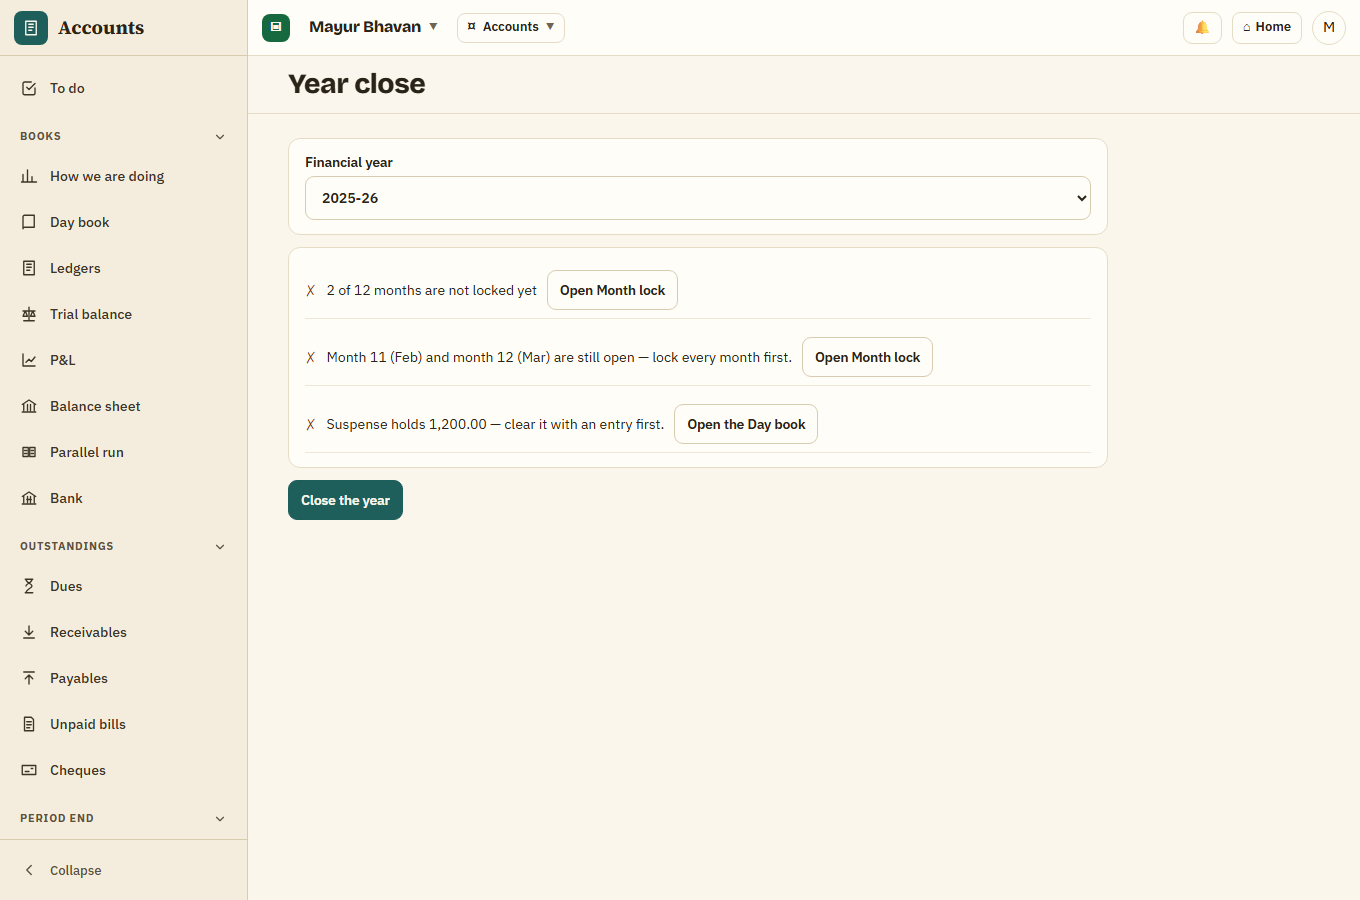 Accounts
Mayur Bhavan ▼
¤ Accounts ▼
🔔
⌂ Home
M
To do
BOOKS
How we are doing
Day book
Ledgers
Trial balance
P&L
Balance sheet
Parallel run
Bank
OUTSTANDINGS
Dues
Receivables
Payables
Unpaid bills
Cheques
PERIOD END
Collapse
Year close
Financial year
2025-26
✗ 2 of 12 months are not locked yet Open Month lock
✗ Month 11 (Feb) and month 12 (Mar) are still open — lock every month first. Open Month lock
✗ Suspense holds 1,200.00 — clear it with an entry first. Open the Day book
Close the year